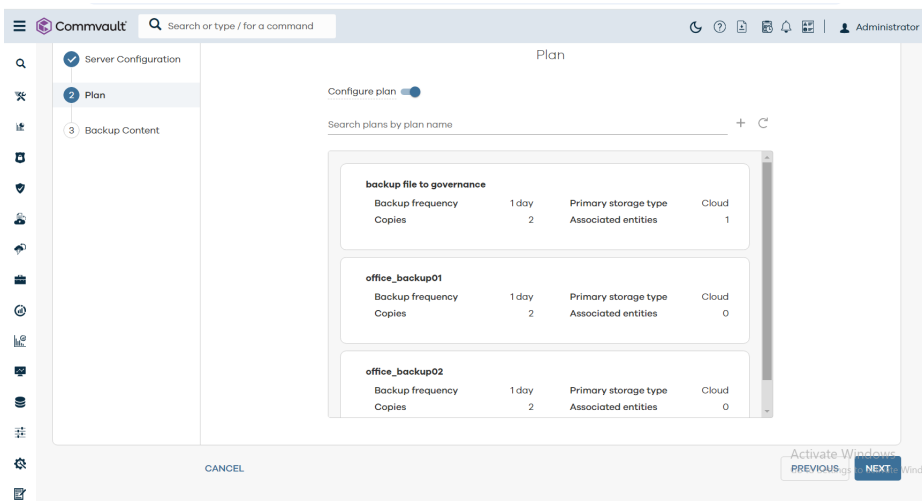 Commvault
Search or type / for a command
Administrator
Server Configuration
2 Plan
3 Backup Content
Plan
Configure plan
Search plans by plan name
backup file to governance
Backup frequency 1 day Primary storage type Cloud
Copies 2 Associated entities 1
office_backup01
Backup frequency 1 day Primary storage type Cloud
Copies 2 Associated entities 0
office_backup02
Backup frequency 1 day Primary storage type Cloud
Copies 2 Associated entities 0
Activate Windows
CANCEL PREVIOUS NEXT